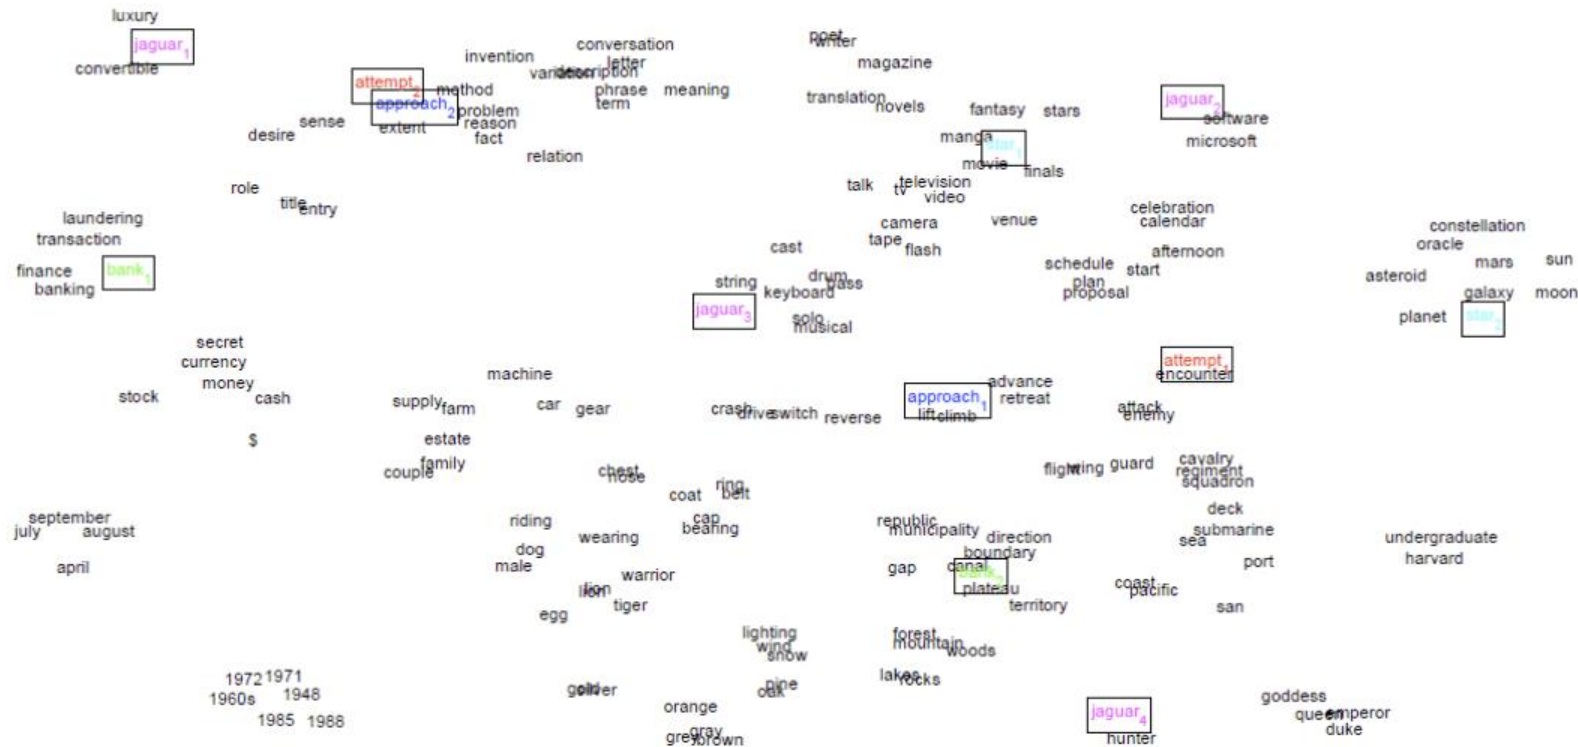 luxury
jaguar1
convertible
attempt2
approach2
method
problem
extent
reason
fact
sense
desire
relation
invention
conversation
letter
variation
description
phrase
term
meaning
role
title
entry
poet
writer
magazine
translation
novels
fantasy
stars
manga
star1
movie
finals
jaguar2
software
microsoft
talk
tv
television
video
venue
camera
tape
flash
celebration
calendar
afternoon
schedule
start
plan
proposal
constellation
oracle
mars
sun
asteroid
galaxy
moon
planet
star2
laundering
transaction
finance
bank1
banking
cast
string
drum
bass
keyboard
jaguar3
solo
musical
secret
currency
money
stock
cash
$
machine
supply
farm
car
gear
estate
family
couple
crash
drive
switch
reverse
approach1
lift
climb
advance
retreat
attempt1
encounter
attack
enemy
chest
nose
ring
belt
coat
cap
bearing
flight
wing
guard
cavalry
regiment
squadron
deck
submarine
sea
port
september
july
august
april
riding
wearing
dog
male
warrior
lion
lion
tiger
egg
republic
municipality
direction
boundary
gap
canal
bank2
plateau
territory
coast
pacific
san
undergraduate
harvard
lighting
wind
snow
forest
mountain
woods
lakes
rocks
pine
oak
gold
silver
orange
gray
grey
brown
1972
1971
1960s
1948
1985
1988
jaguar4
hunter
goddess
queen
emperor
duke